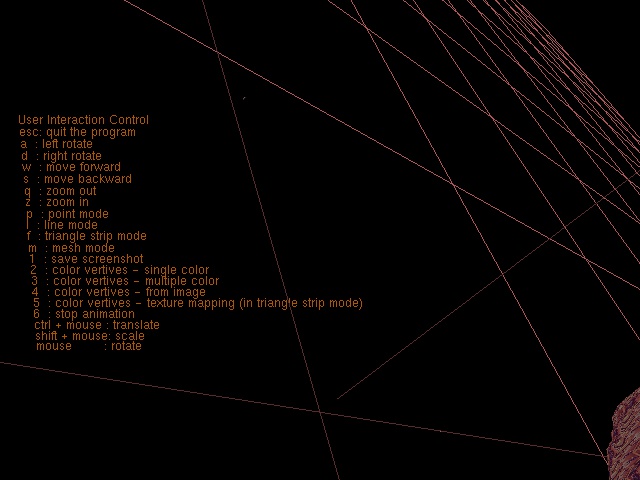 User Interaction Control
esc: quit the program
a : left rotate
d : right rotate
w : move forward
s : move backward
q : zoom out
z : zoom in
p : point mode
l : line mode
f : triangle strip mode
m : mesh mode
1 : save screenshot
2 : color vertives - single color
3 : color vertives - multiple color
4 : color vertives - from image
5 : color vertives - texture mapping (in triangle strip mode)
6 : stop animation
ctrl + mouse : translate
shift + mouse: scale
mouse : rotate